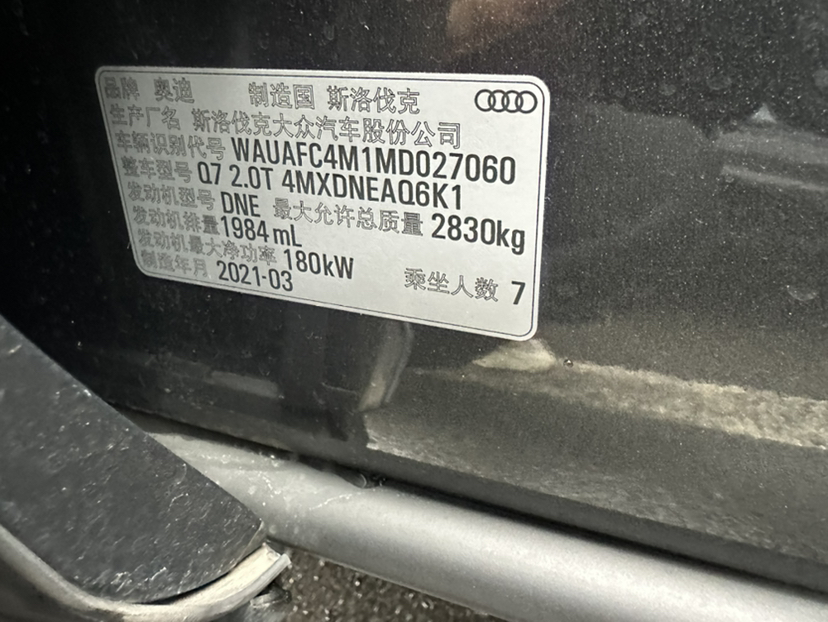 品牌 奥迪 制造国 斯洛伐克
生产厂名 斯洛伐克大众汽车股份公司
车辆识别代号 WAUAFC4M1MD027060
整车型号 Q7 2.0T 4MXDNEAQ6K1
发动机型号 DNE 最大允许总质量 2830kg
发动机排量 1984 mL
发动机最大净功率 180kW
制造年月 2021-03 乘坐人数 7